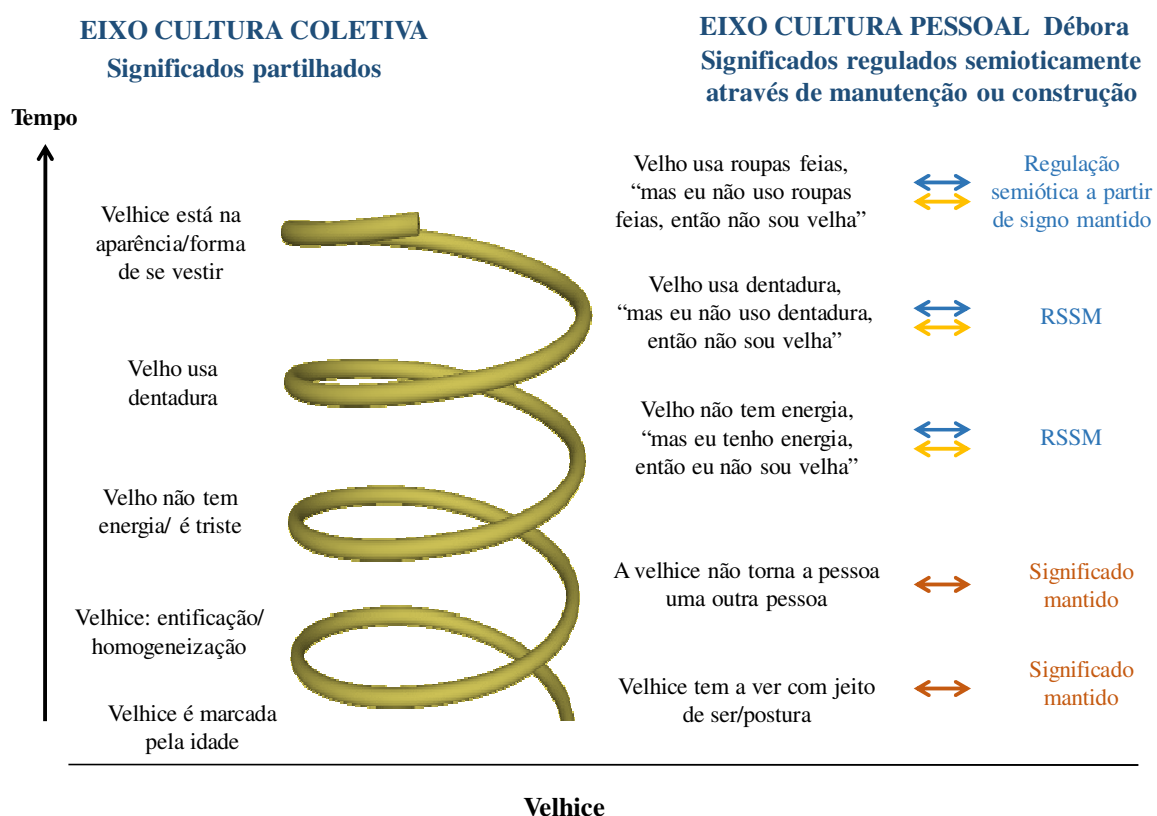 EIXO CULTURA COLETIVA
Significados partilhados
EIXO CULTURA PESSOAL Débora
Significados regulados semioticamente
através de manutenção ou construção
Tempo
Velhice está na
aparência/forma
de se vestir
Velho usa
dentadura
Velho não tem
energia/ é triste
Velhice: entificação/
homogeneização
Velhice é marcada
pela idade
Velho usa roupas feias,
“mas eu não uso roupas
feias, então não sou velha”
Regulação
semiótica a partir
de signo mantido
Velho usa dentadura,
“mas eu não uso dentadura,
então não sou velha”
RSSM
Velho não tem energia,
“mas eu tenho energia,
então eu não sou velha”
RSSM
A velhice não torna a pessoa
uma outra pessoa
Significado
mantido
Velhice tem a ver com jeito
de ser/postura
Significado
mantido
Velhice